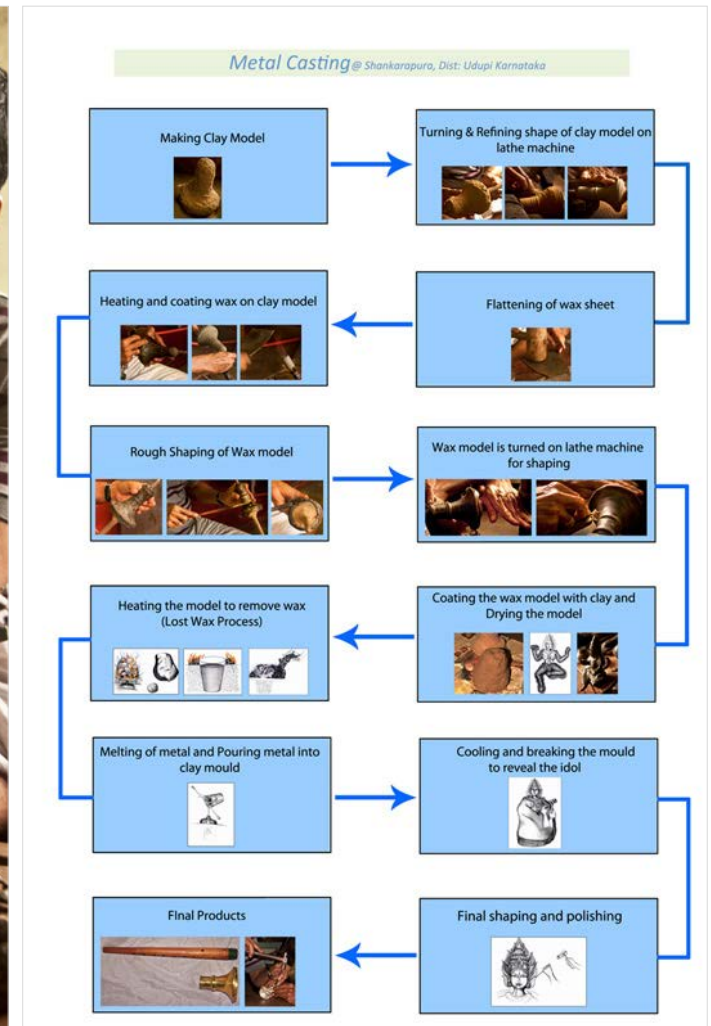 Metal Casting @ Shankarapura, Dist: Udupi Karnataka
Making Clay Model
Turning & Refining shape of clay model on
lathe machine
Flattening of wax sheet
Heating and coating wax on clay model
Rough Shaping of Wax model
Wax model is turned on lathe machine
for shaping
Coating the wax model with clay and
Drying the model
Heating the model to remove wax
(Lost Wax Process)
Melting of metal and Pouring metal into
clay mould
Cooling and breaking the mould
to reveal the idol
Final shaping and polishing
FInal Products